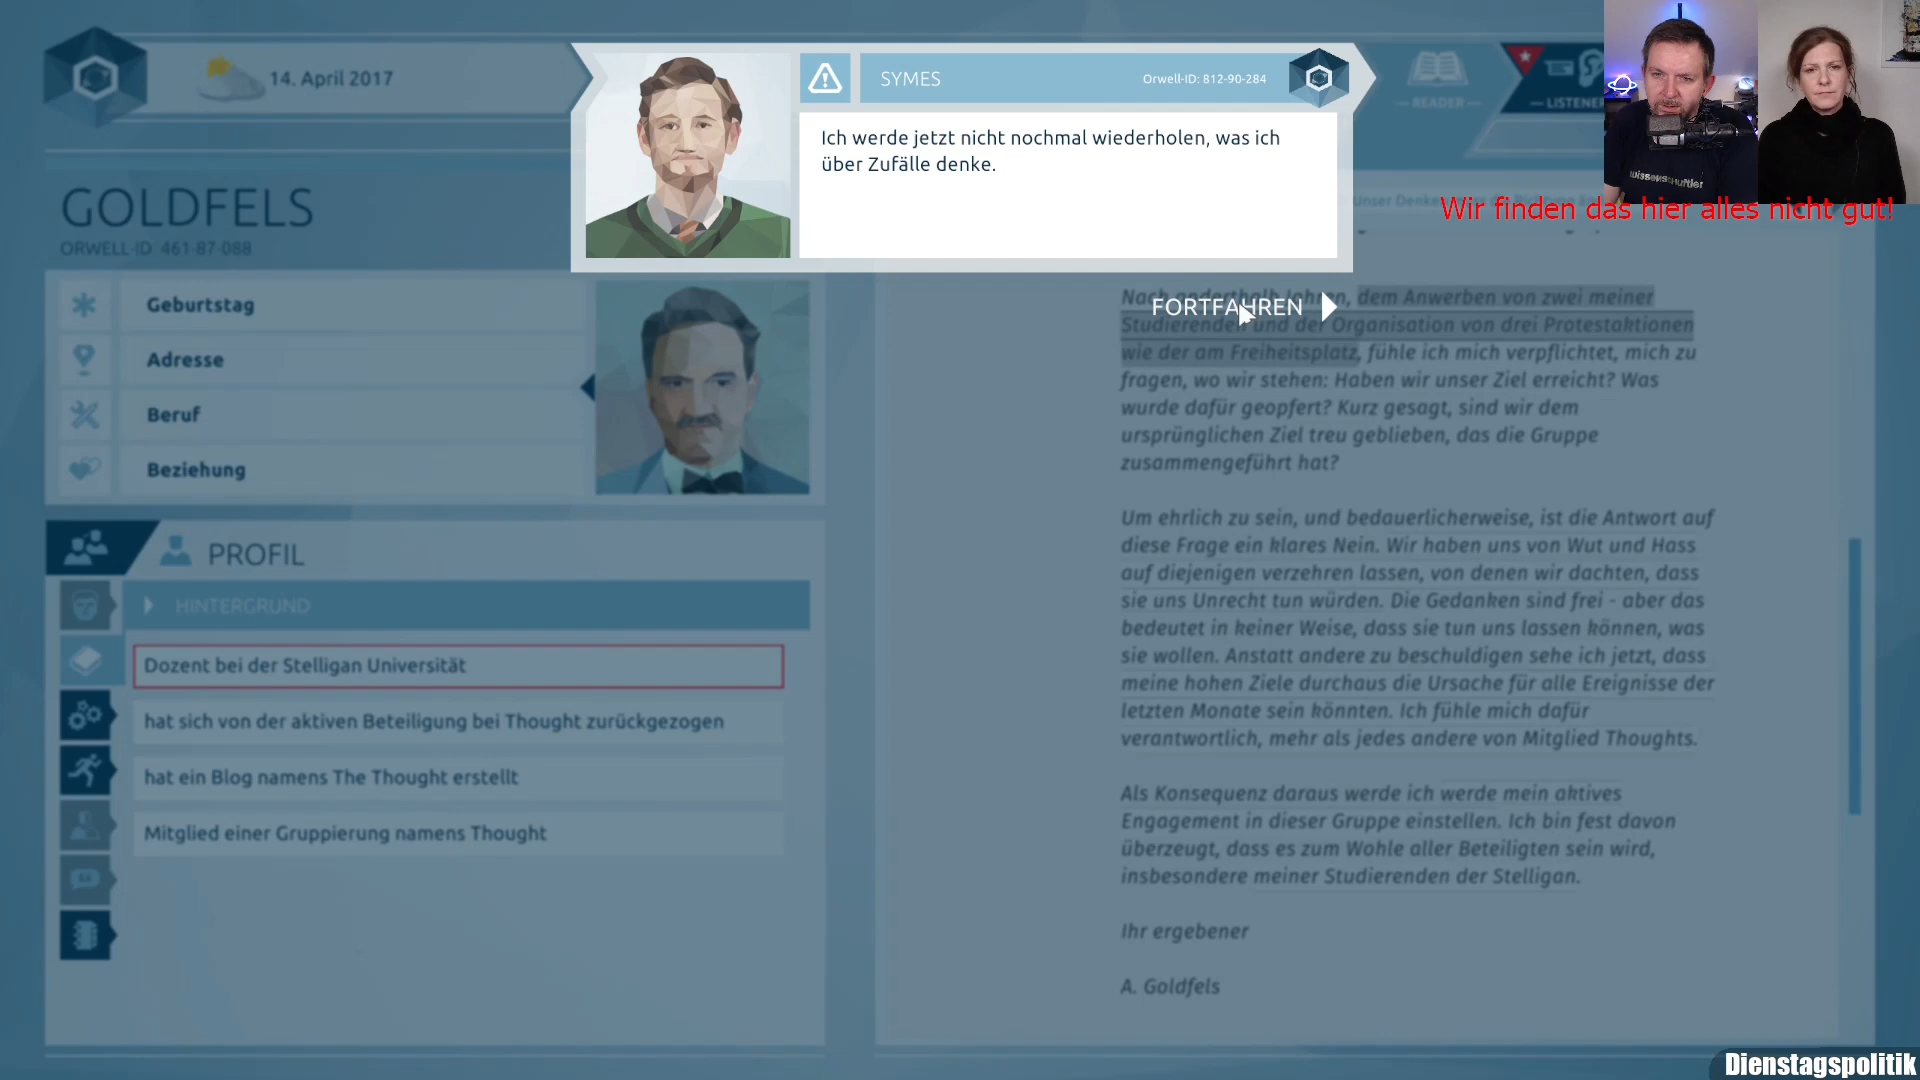 14. April 2017
SYMES
Orwell-ID: 812-90-284
READER
LISTENER
Ich werde jetzt nicht nochmal wiederholen, was ich
über Zufälle denke.
FORTFAHREN
Wir finden das hier alles nicht gut!
GOLDFELS
ORWELL-ID 461-87-088
Geburtstag
Adresse
Beruf
Beziehung
PROFIL
HINTERGRUND
Dozent bei der Stelligan Universität
hat sich von der aktiven Beteiligung bei Thought zurückgezogen
hat ein Blog namens The Thought erstellt
Mitglied einer Gruppierung namens Thought
Unser Denken
Nach anderthalb Jahren, dem Anwerben von zwei meiner
Studierenden und der Organisation von drei Protestaktionen
wie der am Freiheitsplatz, fühle ich mich verpflichtet, mich zu
fragen, wo wir stehen: Haben wir unser Ziel erreicht? Was
wurde dafür geopfert? Kurz gesagt, sind wir dem
ursprünglichen Ziel treu geblieben, das die Gruppe
zusammengeführt hat?
Um ehrlich zu sein, und bedauerlicherweise, ist die Antwort auf
diese Frage ein klares Nein. Wir haben uns von Wut und Hass
auf diejenigen verzehren lassen, von denen wir dachten, dass
sie uns Unrecht tun würden. Die Gedanken sind frei - aber das
bedeutet in keiner Weise, dass sie tun uns lassen können, was
sie wollen. Anstatt andere zu beschuldigen sehe ich jetzt, dass
meine hohen Ziele durchaus die Ursache für alle Ereignisse der
letzten Monate sein könnten. Ich fühle mich dafür
verantwortlich, mehr als jedes andere von Mitglied Thoughts.
Als Konsequenz daraus werde ich werde mein aktives
Engagement in dieser Gruppe einstellen. Ich bin fest davon
überzeugt, dass es zum Wohle aller Beteiligten sein wird,
insbesondere meiner Studierenden der Stelligan.
Ihr ergebener
A. Goldfels
Dienstagspolitik